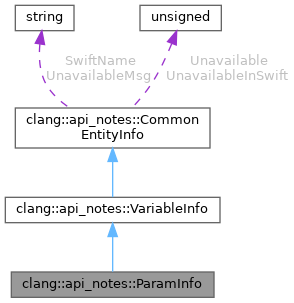 string
unsigned
SwiftName
UnavailableMsg
Unavailable
UnavailableInSwift
clang::api_notes::Common
EntityInfo
clang::api_notes::VariableInfo
clang::api_notes::ParamInfo